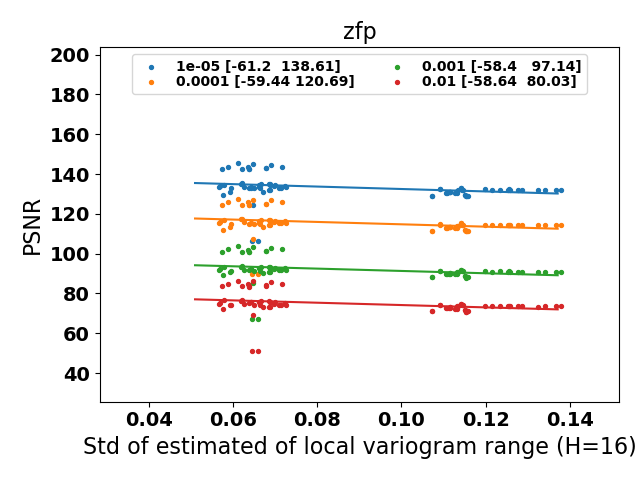 zfp
1e-05 [-61.2  138.61]
0.0001 [-59.44 120.69]
0.001 [-58.4   97.14]
0.01 [-58.64  80.03]
PSNR
200
180
160
140
120
100
80
60
40
0.04 0.06 0.08 0.10 0.12 0.14
Std of estimated of local variogram range (H=16)